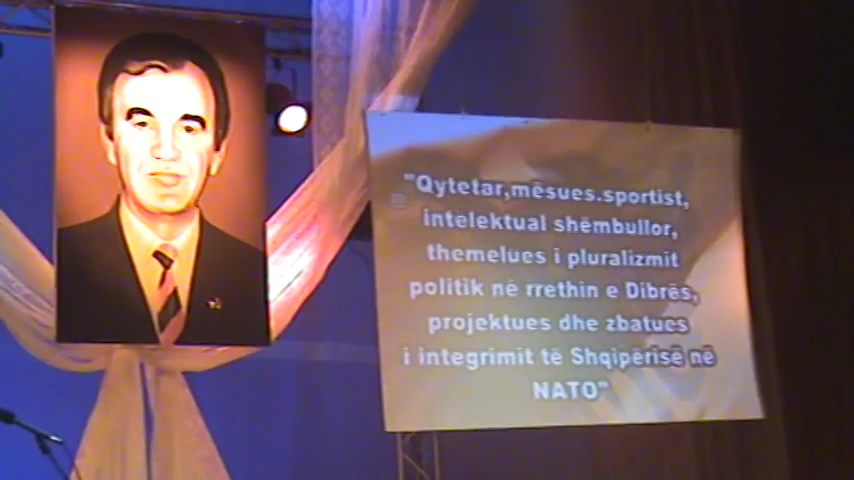 "Qytetar,mësues.sportist,
intelektual shëmbullor,
themelues i pluralizmit
politik në rrethin e Dibrës,
projektues dhe zbatues
i integrimit të Shqipërisë në
NATO"